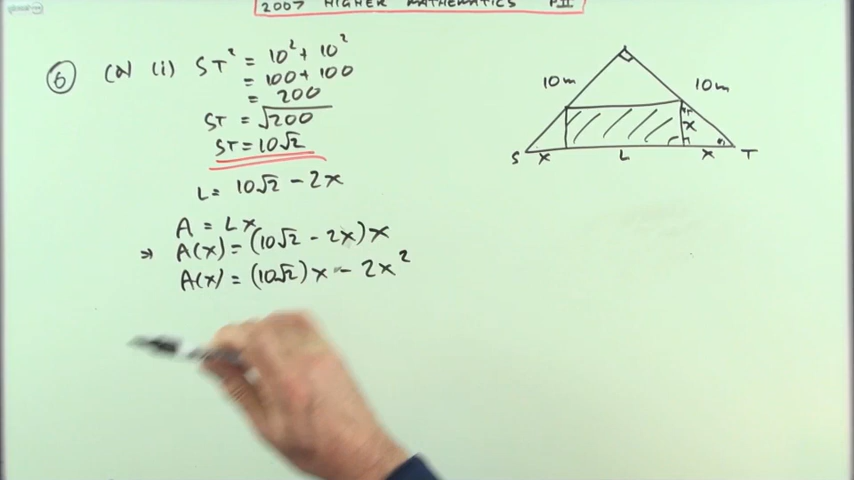 2007 HIGHER MATHEMATICS PII
6 (a) (i) ST² = 10² + 10²
= 100 + 100
= 200
ST = √200
ST = 10√2
L = 10√2 - 2x
A = Lx
⇒ A(x) = (10√2 - 2x)x
A(x) = (10√2)x - 2x²
10m
10m
x
S x L x T